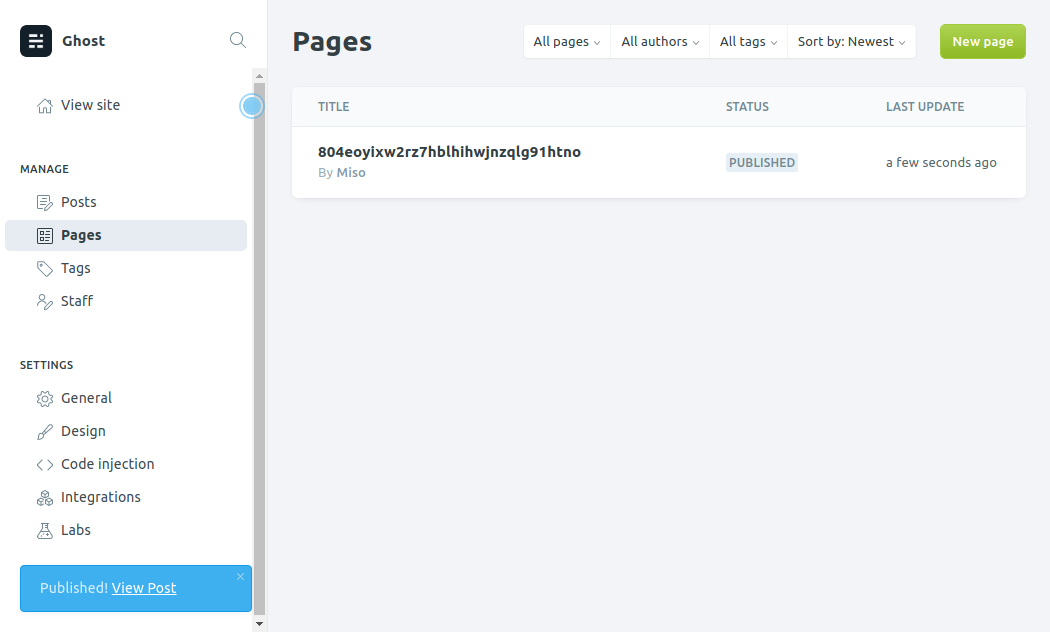 Ghost
View site
MANAGE
Posts
Pages
Tags
Staff
SETTINGS
General
Design
Code injection
Integrations
Labs
Published! View Post
Pages
All pages
All authors
All tags
Sort by: Newest
New page
TITLE STATUS LAST UPDATE
804eoyixw2rz7hblhihwjnzqlg91htno
By Miso
PUBLISHED
a few seconds ago